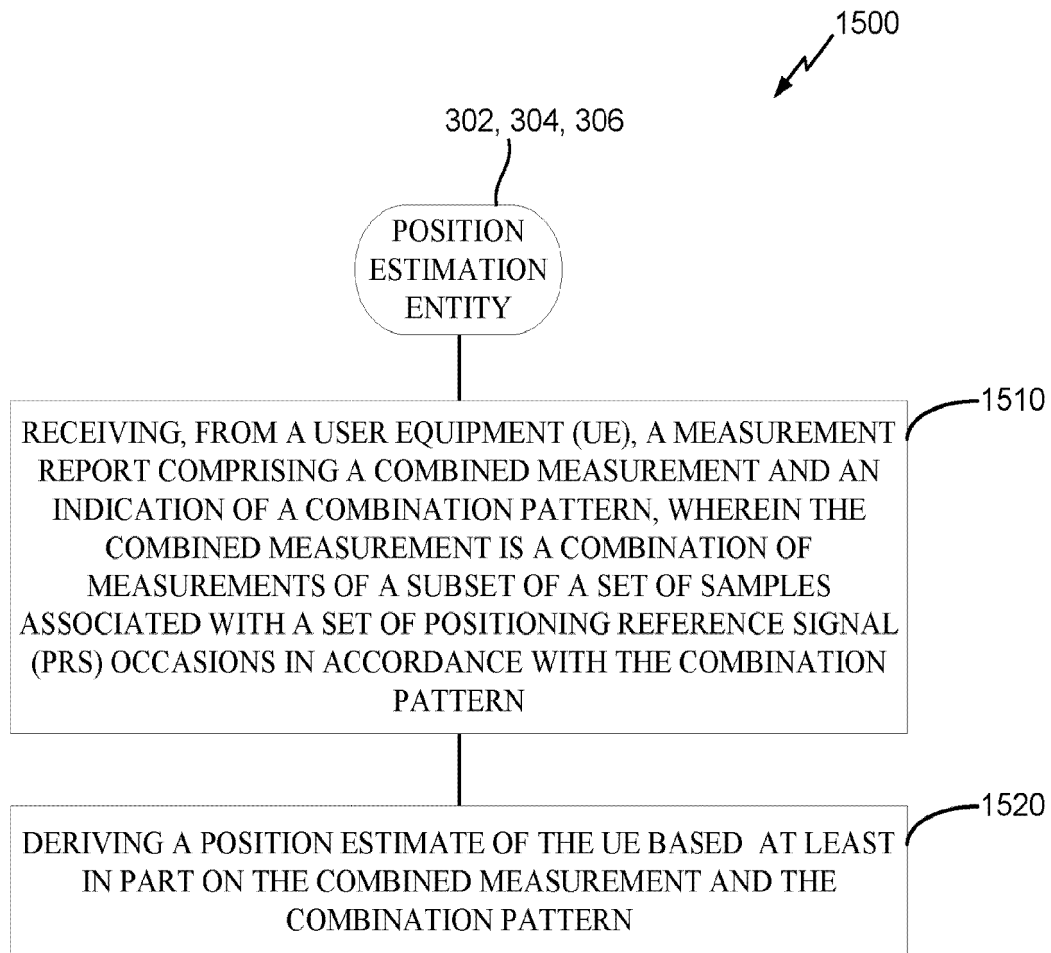 1500
302, 304, 306
POSITION
ESTIMATION
ENTITY
1510
RECEIVING, FROM A USER EQUIPMENT (UE), A MEASUREMENT
REPORT COMPRISING A COMBINED MEASUREMENT AND AN
INDICATION OF A COMBINATION PATTERN, WHEREIN THE
COMBINED MEASUREMENT IS A COMBINATION OF
MEASUREMENTS OF A SUBSET OF A SET OF SAMPLES
ASSOCIATED WITH A SET OF POSITIONING REFERENCE SIGNAL
(PRS) OCCASIONS IN ACCORDANCE WITH THE COMBINATION
PATTERN
1520
DERIVING A POSITION ESTIMATE OF THE UE BASED AT LEAST
IN PART ON THE COMBINED MEASUREMENT AND THE
COMBINATION PATTERN